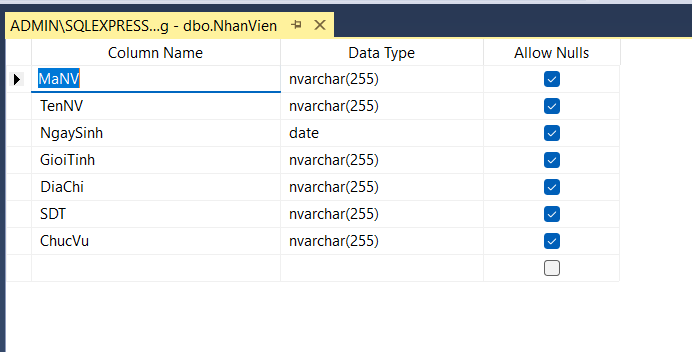 ADMIN\SQLEXPRESS...g - dbo.NhanVien
Column Name Data Type Allow Nulls
MaNV nvarchar(255)
TenNV nvarchar(255)
NgaySinh date
GioiTinh nvarchar(255)
DiaChi nvarchar(255)
SDT nvarchar(255)
ChucVu nvarchar(255)